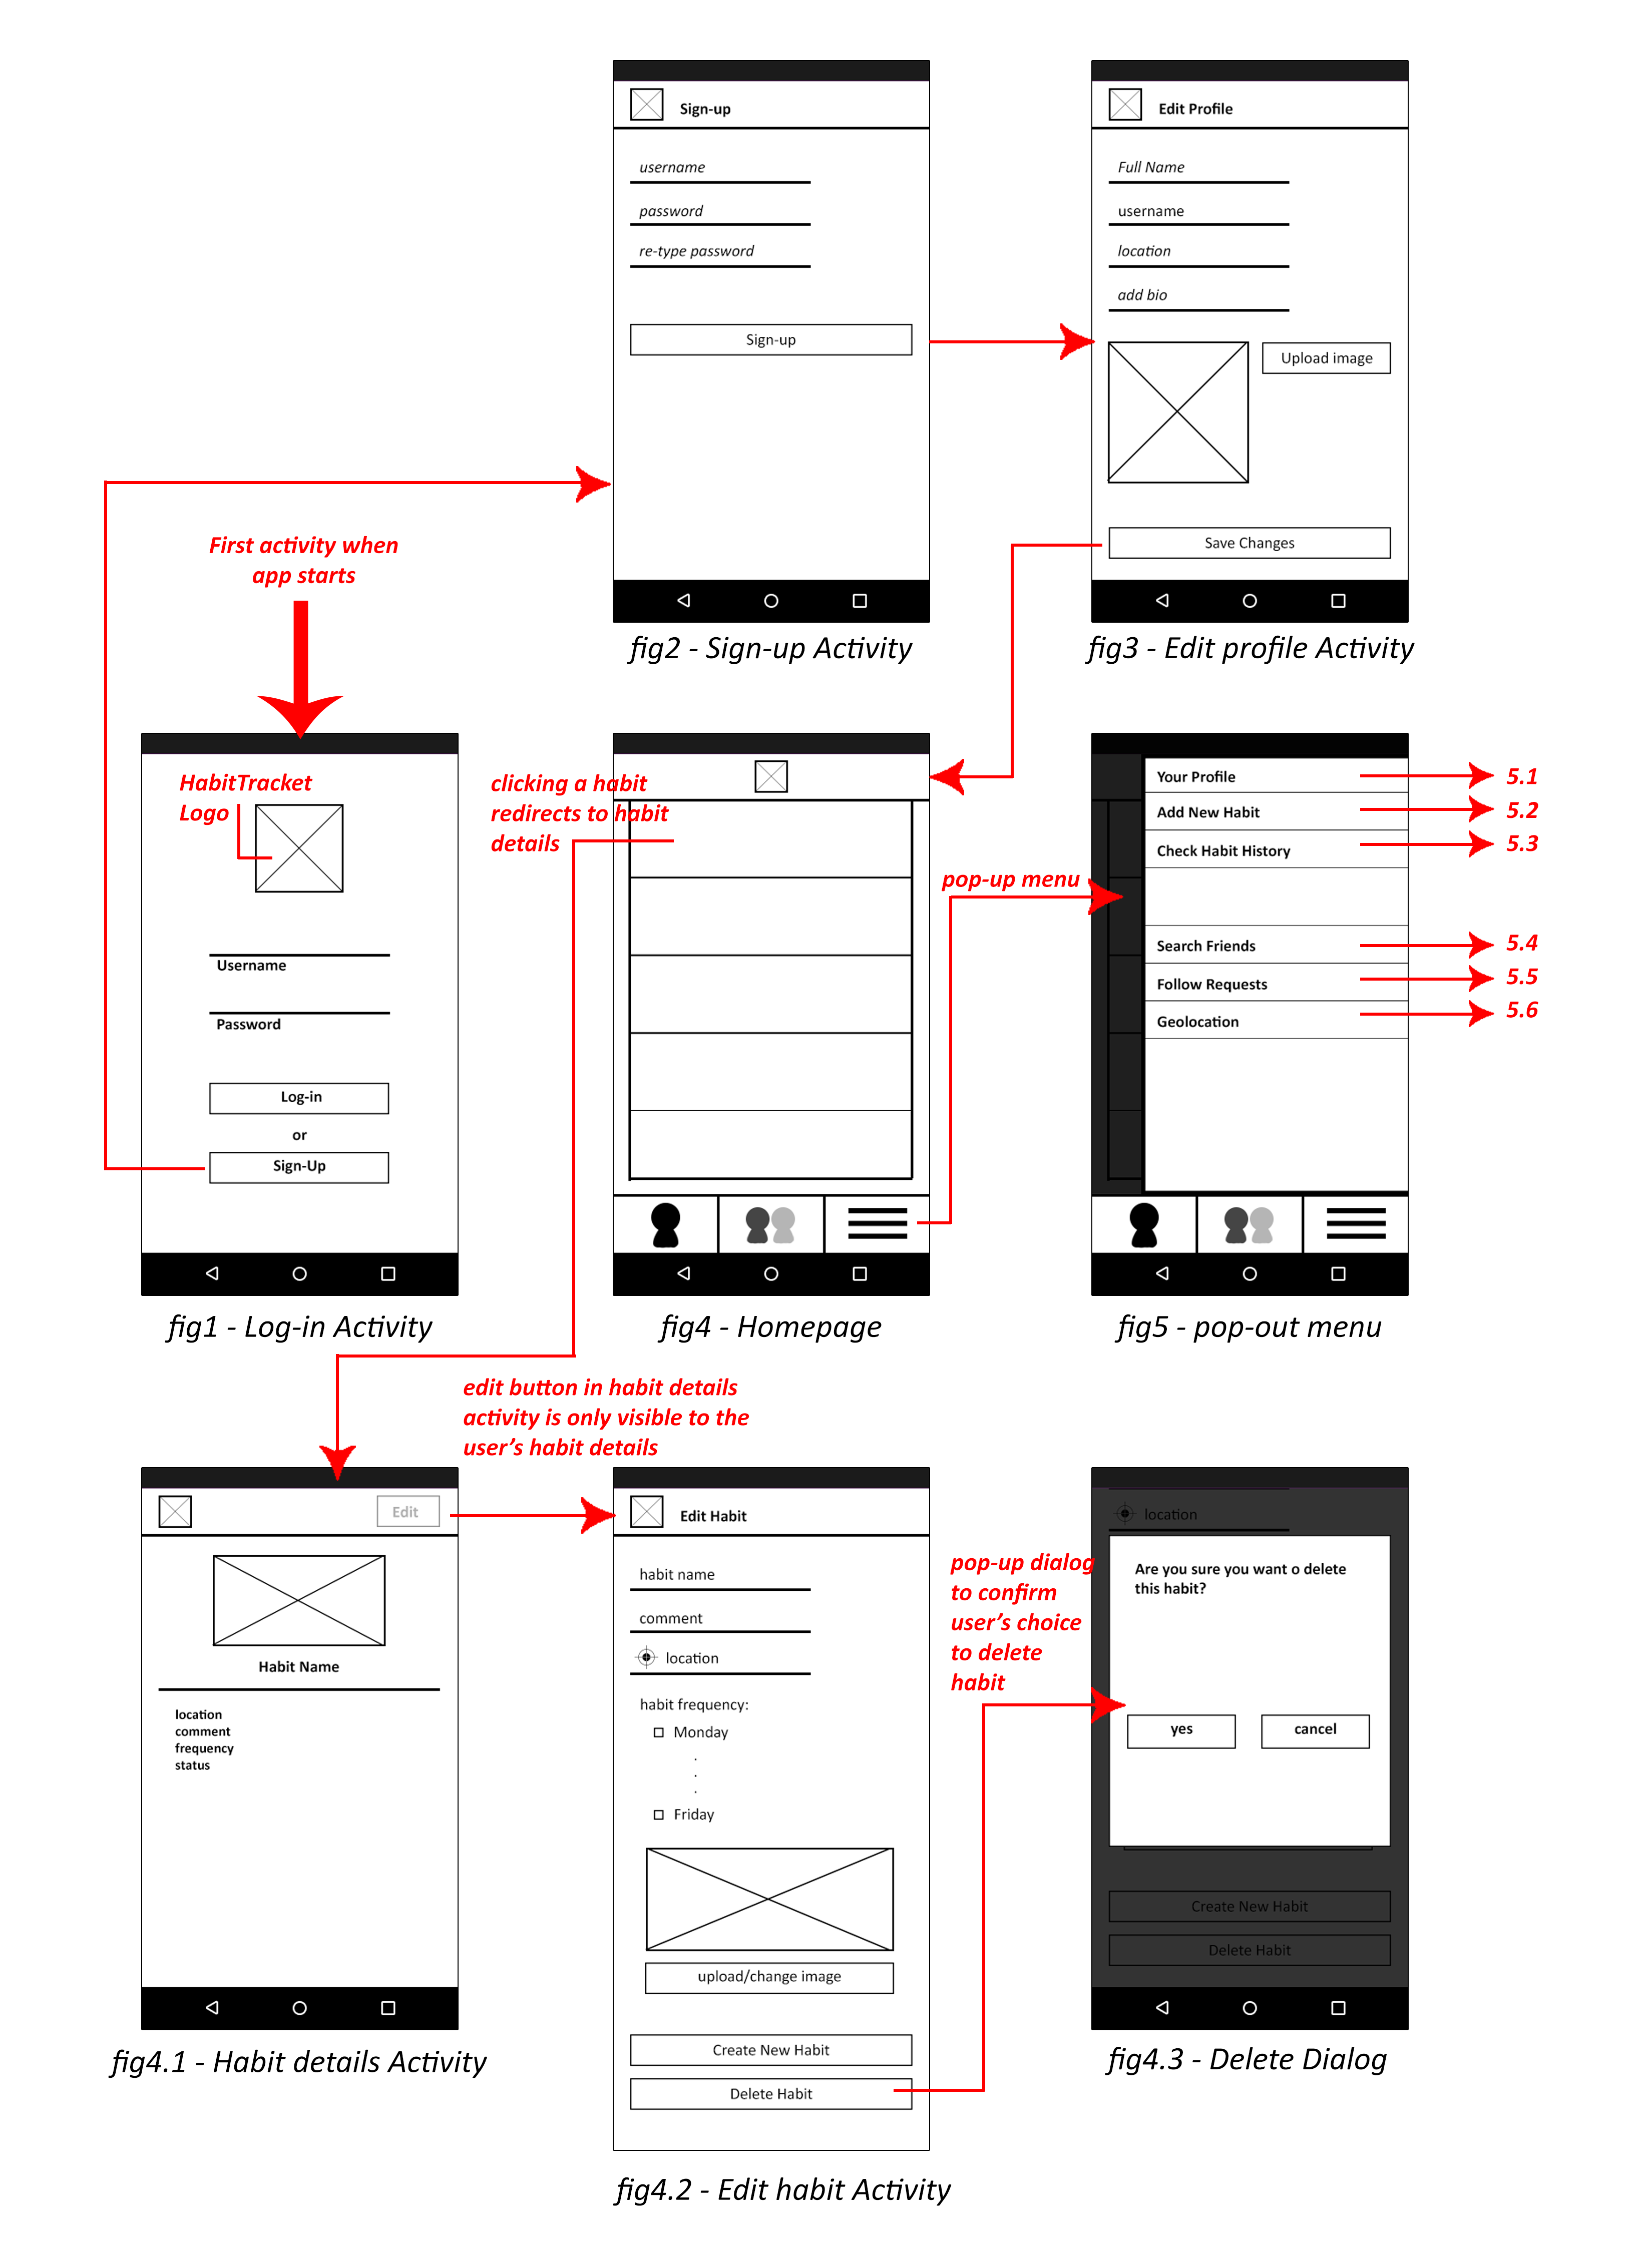 Sign-up
username
password
re-type password
Sign-up
fig2 - Sign-up Activity
Edit Profile
Full Name
username
location
add bio
Upload image
Save Changes
fig3 - Edit profile Activity
First activity when
app starts
HabitTracket
Logo
Username
Password
Log-in
or
Sign-Up
fig1 - Log-in Activity
clicking a habit
redirects to habit
details
fig4 - Homepage
pop-up menu
Your Profile
5.1
Add New Habit
5.2
Check Habit History
5.3
Search Friends
5.4
Follow Requests
5.5
Geolocation
5.6
fig5 - pop-out menu
edit button in habit details
activity is only visible to the
user's habit details
Edit
Habit Name
location
comment
frequency
status
fig4.1 - Habit details Activity
Edit Habit
habit name
comment
location
habit frequency:
Monday
.
.
.
Friday
upload/change image
Create New Habit
Delete Habit
fig4.2 - Edit habit Activity
pop-up dialog
to confirm
user's choice
to delete
habit
location
Are you sure you want o delete
this habit?
yes
cancel
Create New Habit
Delete Habit
fig4.3 - Delete Dialog